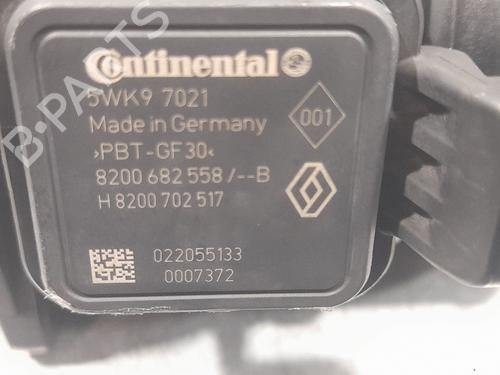 Continental
5WK9 7021
Made in Germany
001
>PBT-GF30<
8200 682 558 /--B
H 8200 702 517
022055133
0007372
B-PARTS